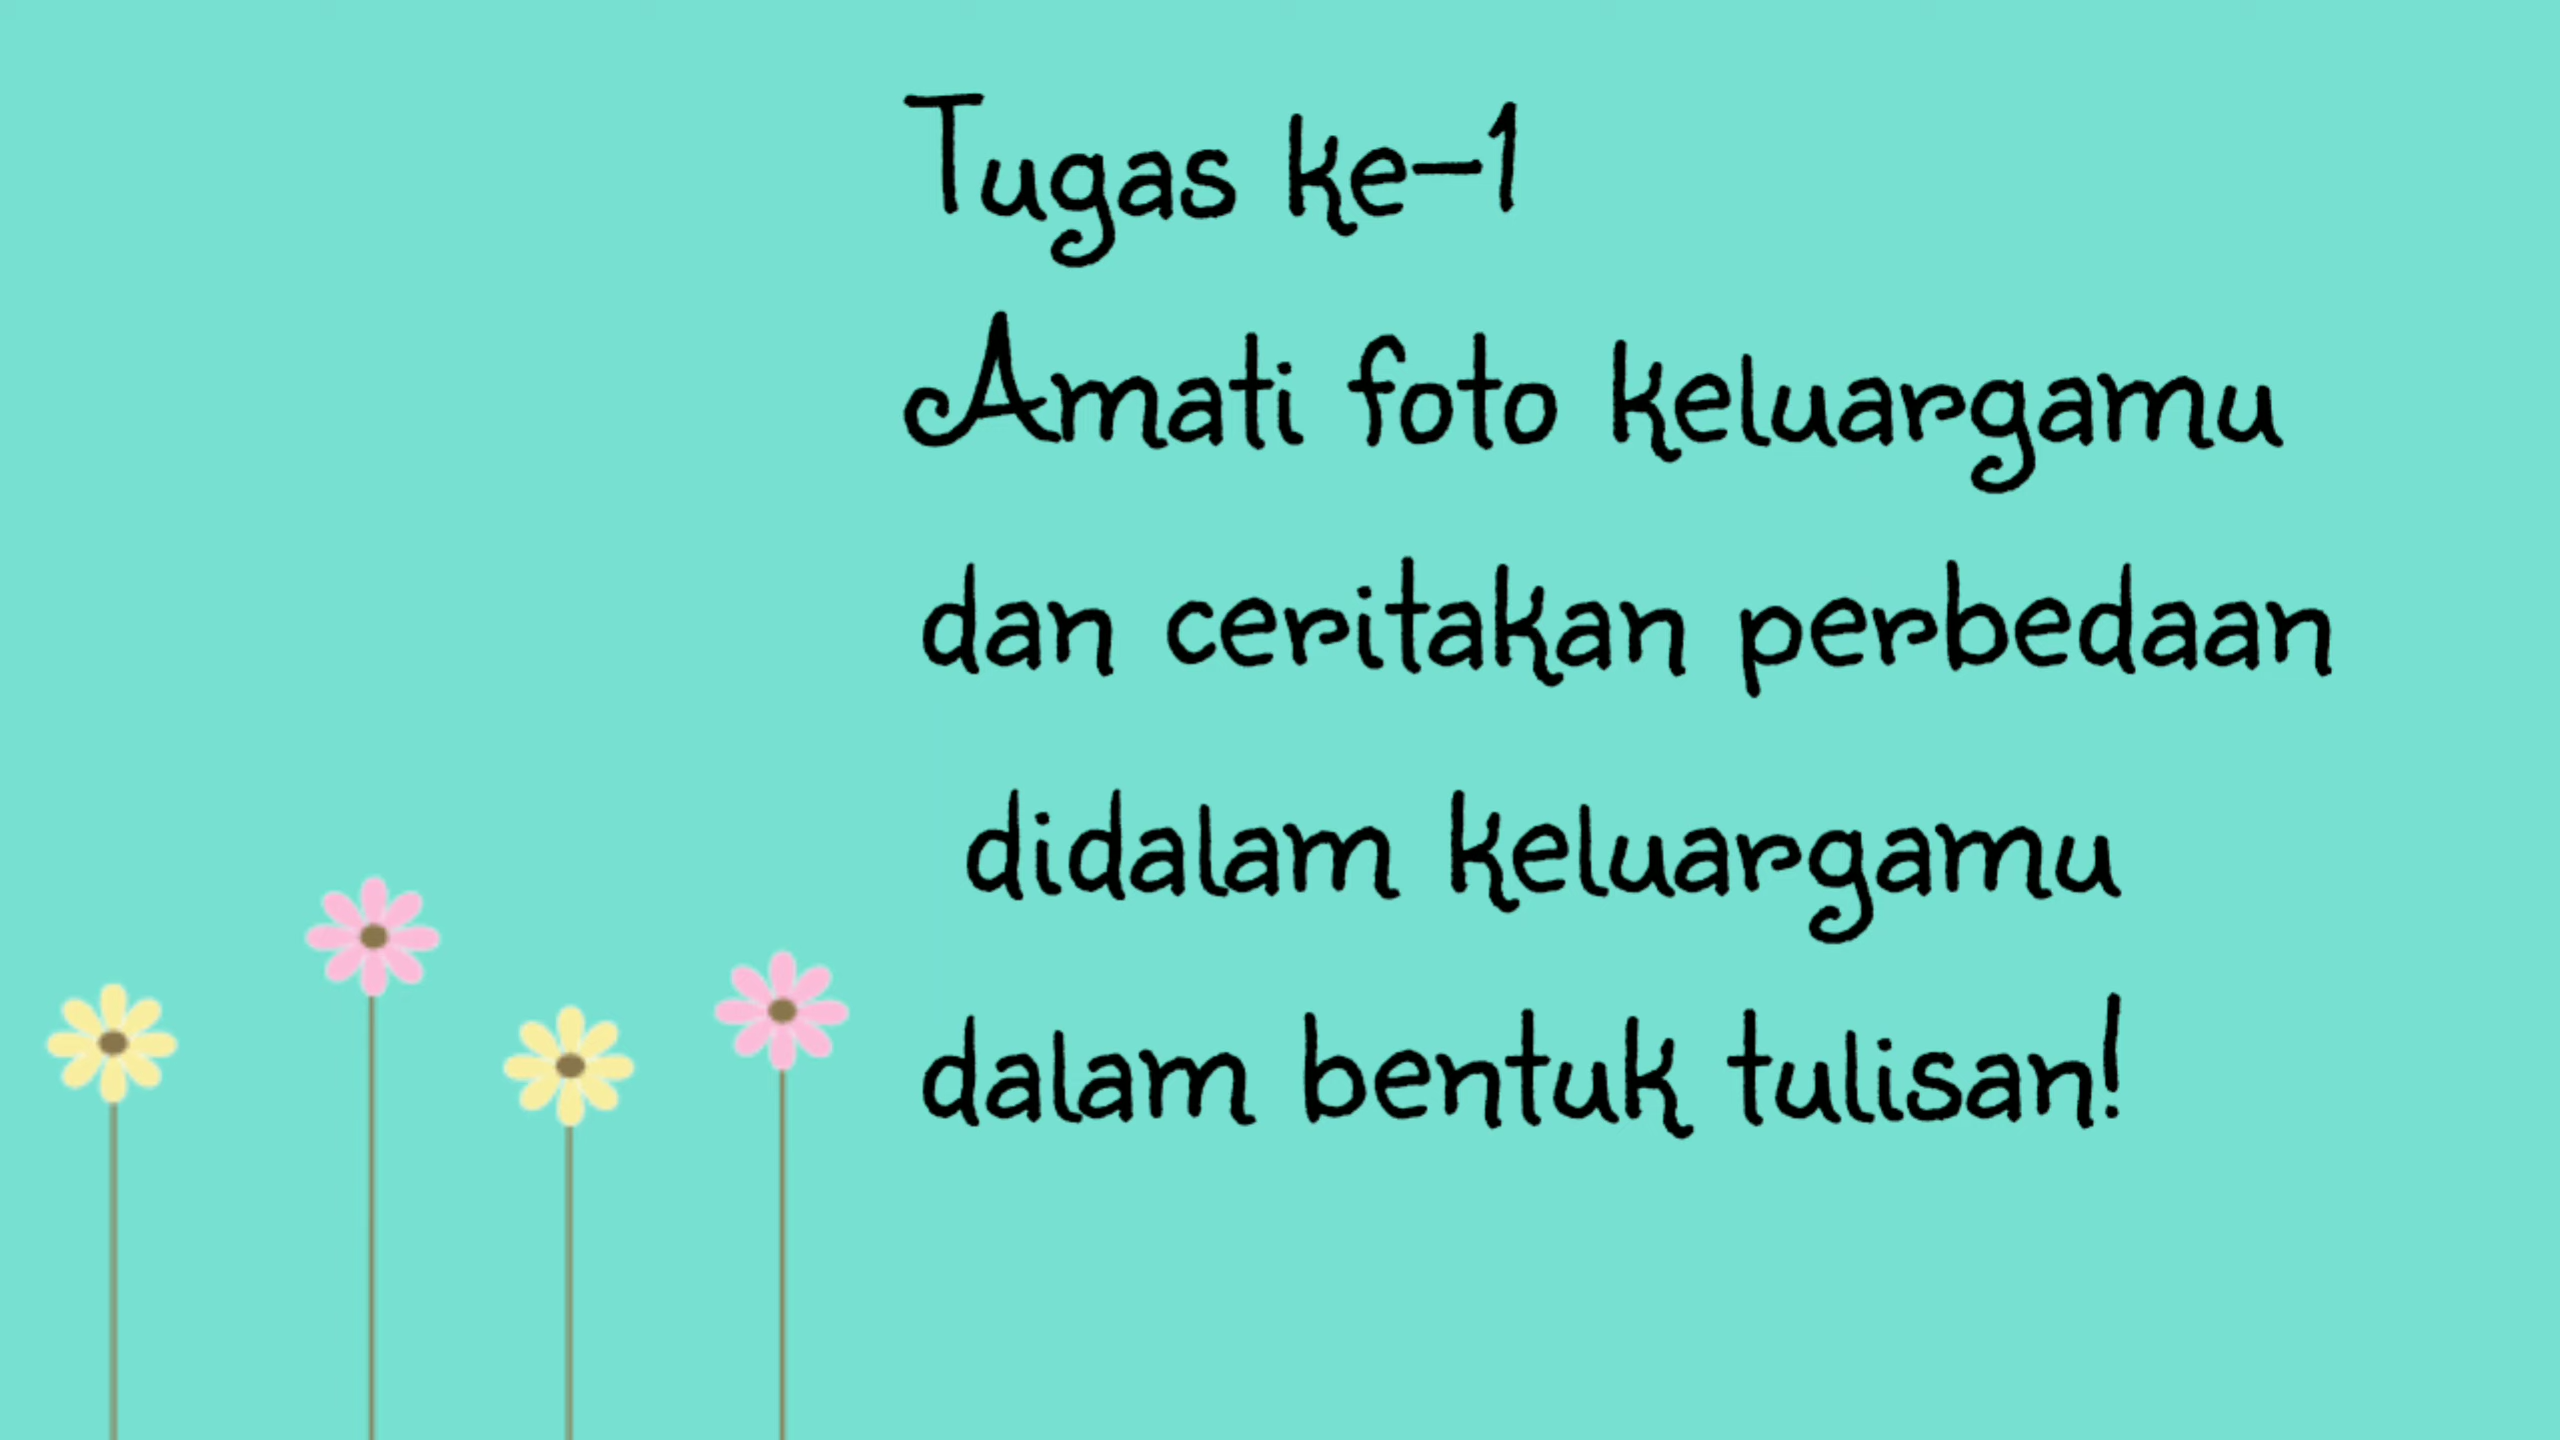 Tugas ke-1
Amati foto keluargamu
dan ceritakan perbedaan
didalam keluargamu
dalam bentuk tulisan!